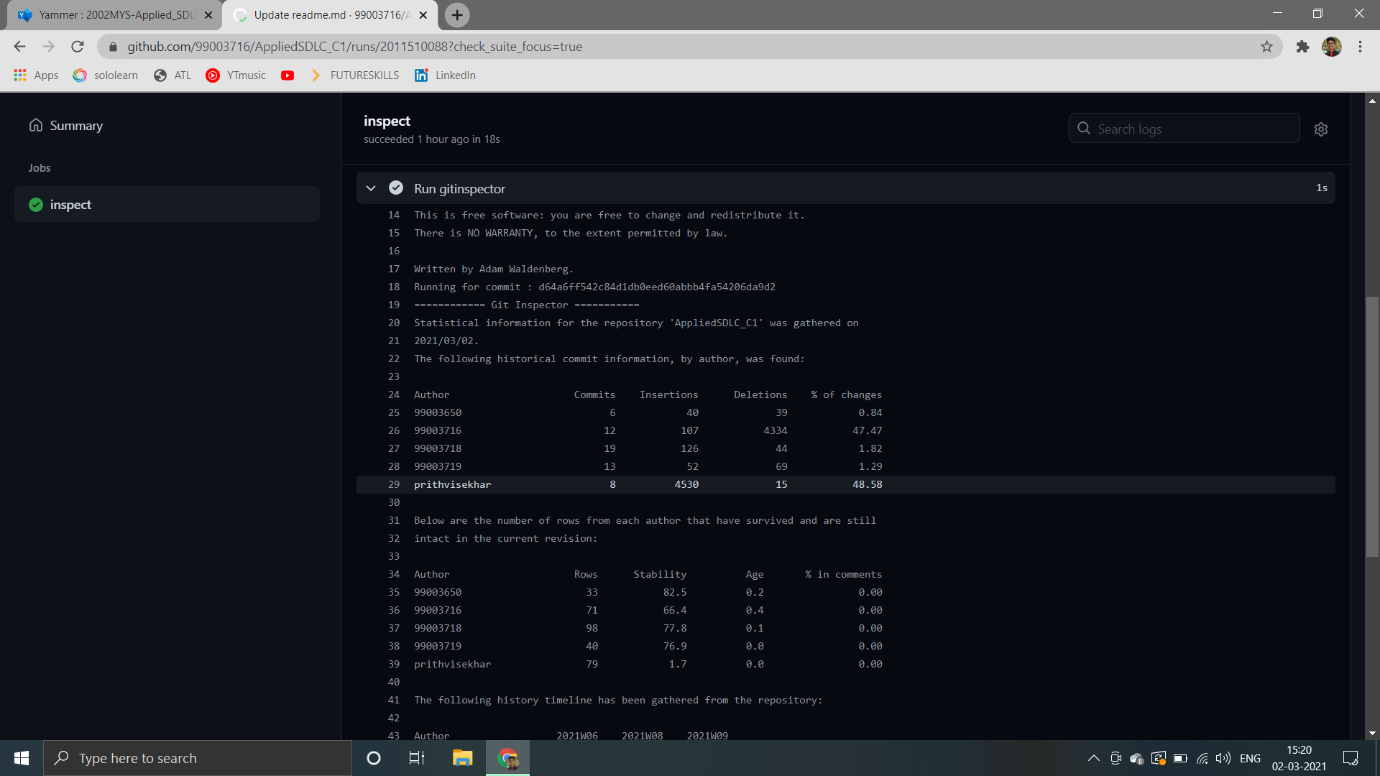 Yammer : 2002MYS-Applied_SDL
Update readme.md · 99003716/A
github.com/99003716/AppliedSDLC_C1/runs/2011510088?check_suite_focus=true
Apps sololearn ATL YTmusic FUTURESKILLS LinkedIn
Summary
Jobs
inspect
inspect
succeeded 1 hour ago in 18s
Search logs
Run gitinspector 1s
14 This is free software: you are free to change and redistribute it.
15 There is NO WARRANTY, to the extent permitted by law.
16
17 Written by Adam Waldenberg.
18 Running for commit : d64a6ff542c84d1db0eed60abbb4fa54206da9d2
19 ------------ Git Inspector -----------
20 Statistical information for the repository 'AppliedSDLC_C1' was gathered on
21 2021/03/02.
22 The following historical commit information, by author, was found:
23
24 Author Commits Insertions Deletions % of changes
25 99003650 6 40 39 0.84
26 99003716 12 107 4334 47.47
27 99003718 19 126 44 1.82
28 99003719 13 52 69 1.29
29 prithvisekhar 8 4530 15 48.58
30
31 Below are the number of rows from each author that have survived and are still
32 intact in the current revision:
33
34 Author Rows Stability Age % in comments
35 99003650 33 82.5 0.2 0.00
36 99003716 71 66.4 0.4 0.00
37 99003718 98 77.8 0.1 0.00
38 99003719 40 76.9 0.0 0.00
39 prithvisekhar 79 1.7 0.0 0.00
40
41 The following history timeline has been gathered from the repository:
42
43 Author 2021W06 2021W08 2021W09
Type here to search
ENG
15:20
02-03-2021